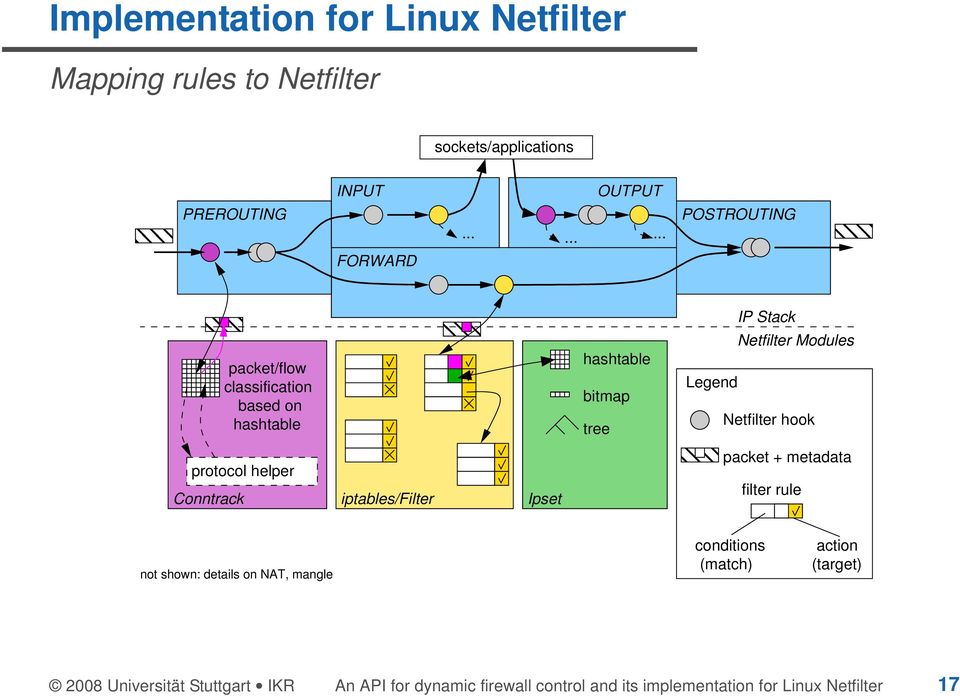 Implementation for Linux Netfilter
Mapping rules to Netfilter
sockets/applications
INPUT
OUTPUT
PREROUTING
POSTROUTING
...
...
...
FORWARD
IP Stack
Netfilter Modules
packet/flow
classification
based on
hashtable
protocol helper
Conntrack
iptables/Filter
hashtable
bitmap
tree
Ipset
Legend
Netfilter hook
packet + metadata
filter rule
conditions
(match)
action
(target)
not shown: details on NAT, mangle
© 2008 Universität Stuttgart • IKR
An API for dynamic firewall control and its implementation for Linux Netfilter
17